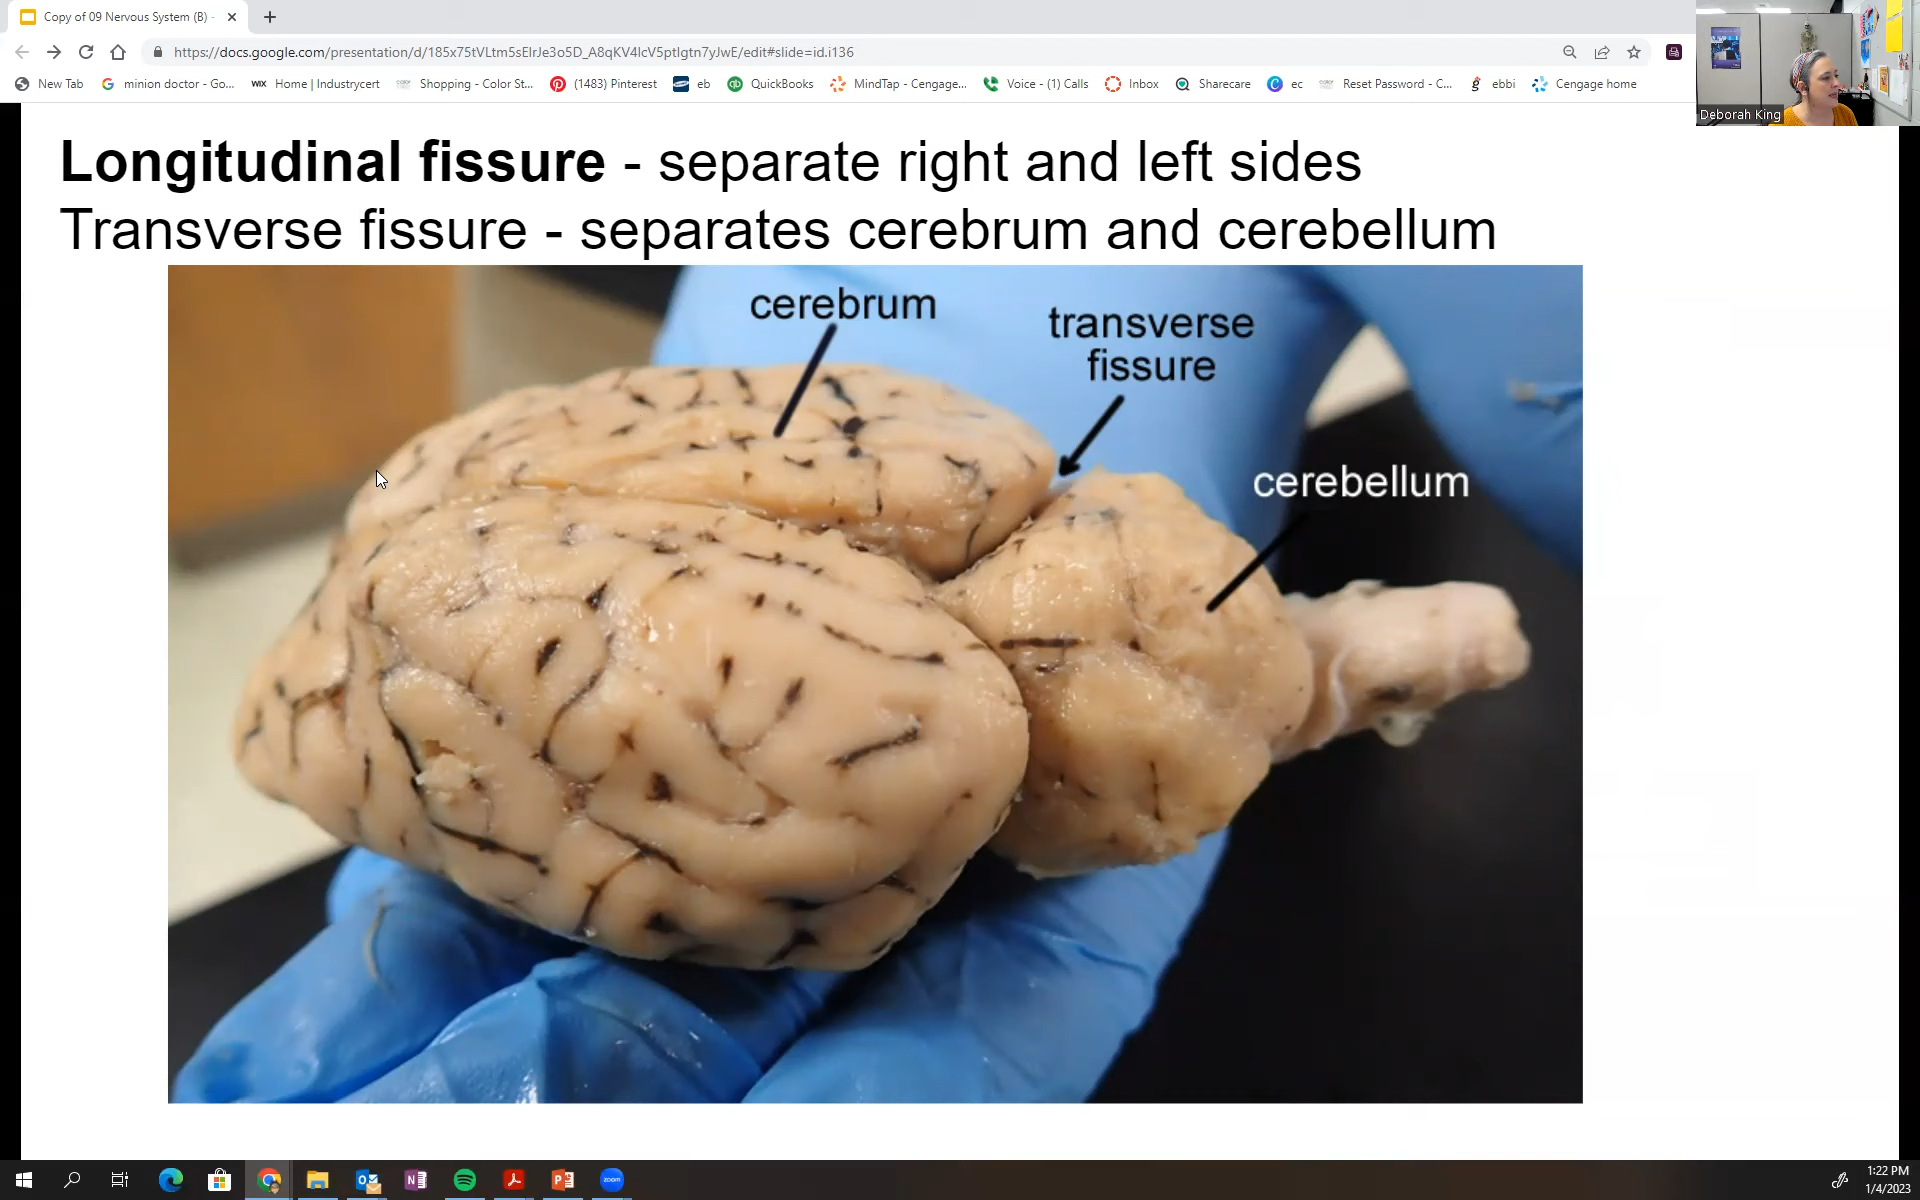 Copy of 09 Nervous System (B) -
https://docs.google.com/presentation/d/185x75tVLtm5sElrJe3o5D_A8qKV4lcV5ptlgtn7yJwE/edit#slide=id.i136
New Tab
minion doctor - Go...
WIX Home | Industrycert
Shopping - Color St...
(1483) Pinterest
eb
QuickBooks
MindTap - Cengage...
Voice - (1) Calls
Inbox
Sharecare
ec
Reset Password - C...
ebbi
Cengage home
Deborah King
Longitudinal fissure - separate right and left sides
Transverse fissure - separates cerebrum and cerebellum
cerebrum
transverse
fissure
cerebellum
zoom
1:22 PM
1/4/2023